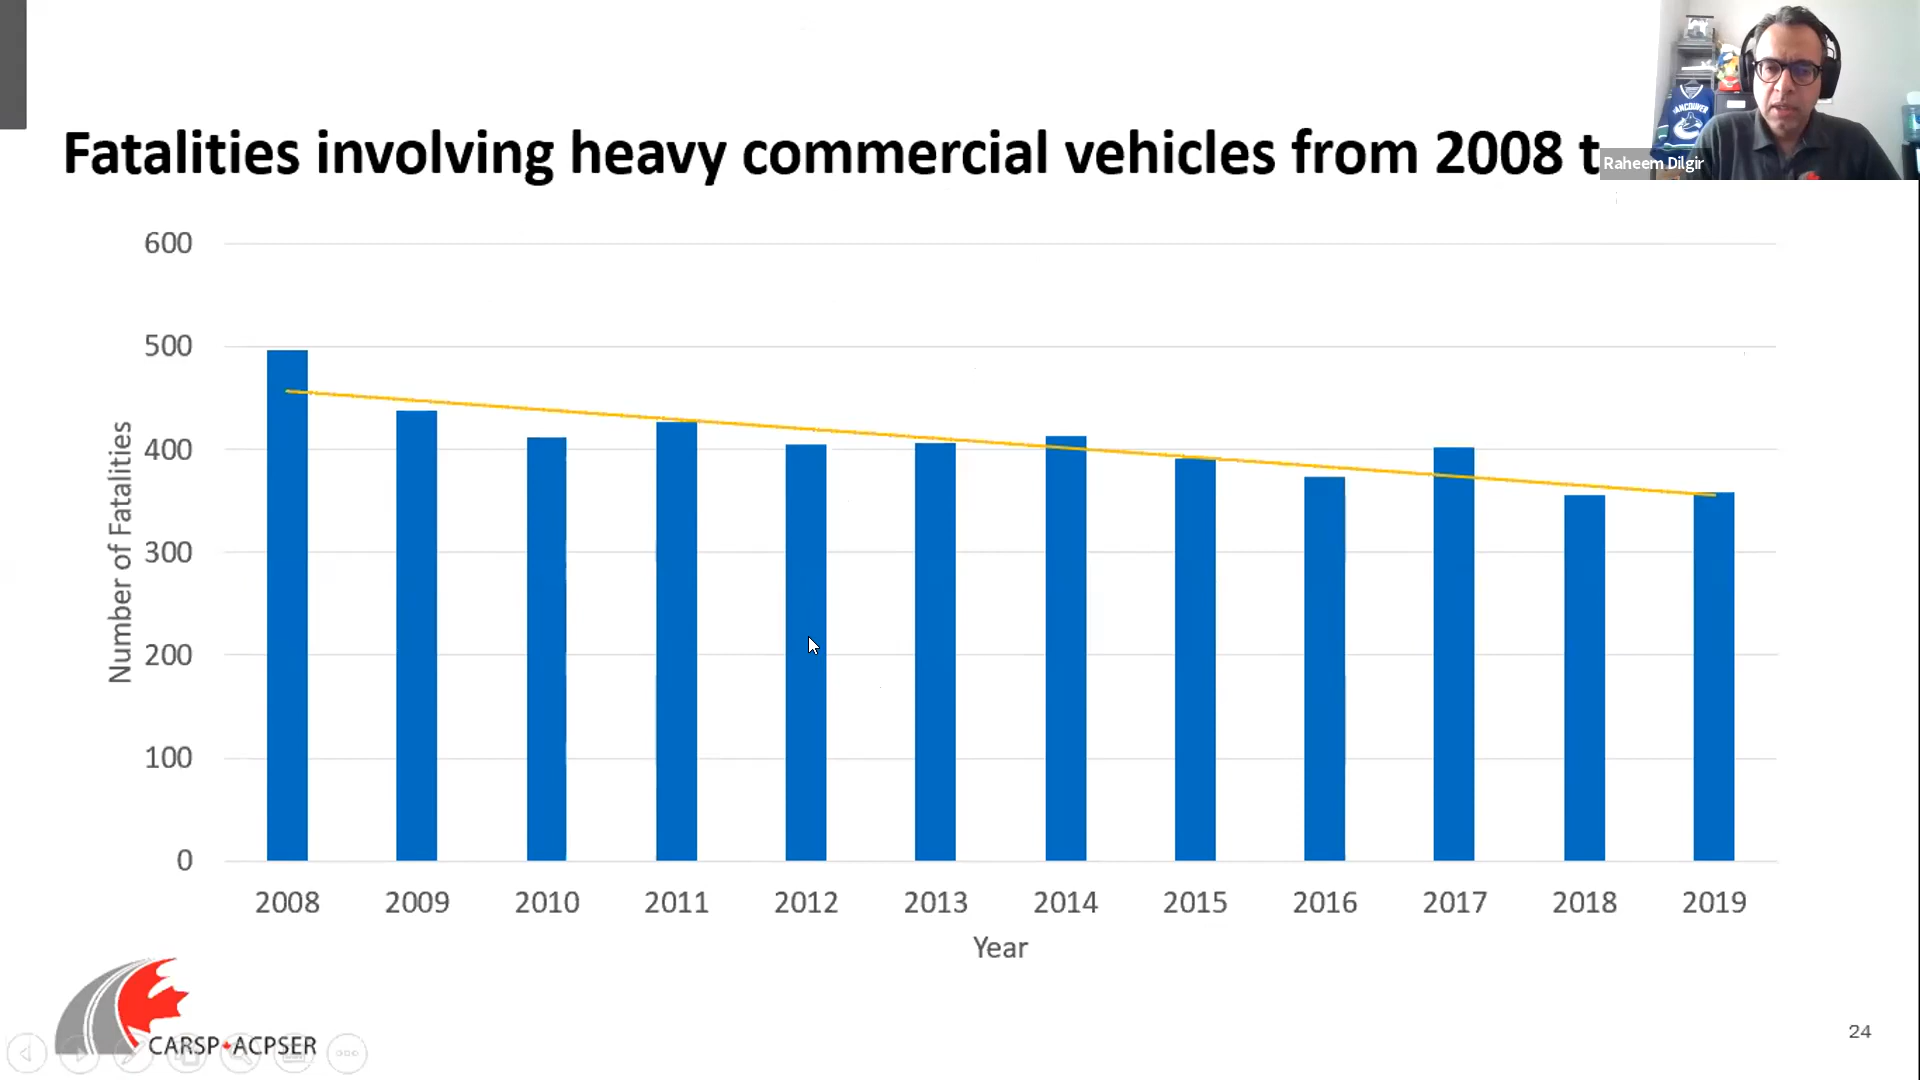 Fatalities involving heavy commercial vehicles from 2008 t
Raheem Dilgir
VANCOUVER
600
500
400
300
200
100
0
Number of Fatalities
2008 2009 2010 2011 2012 2013 2014 2015 2016 2017 2018 2019
Year
CARSP ACPSER
24